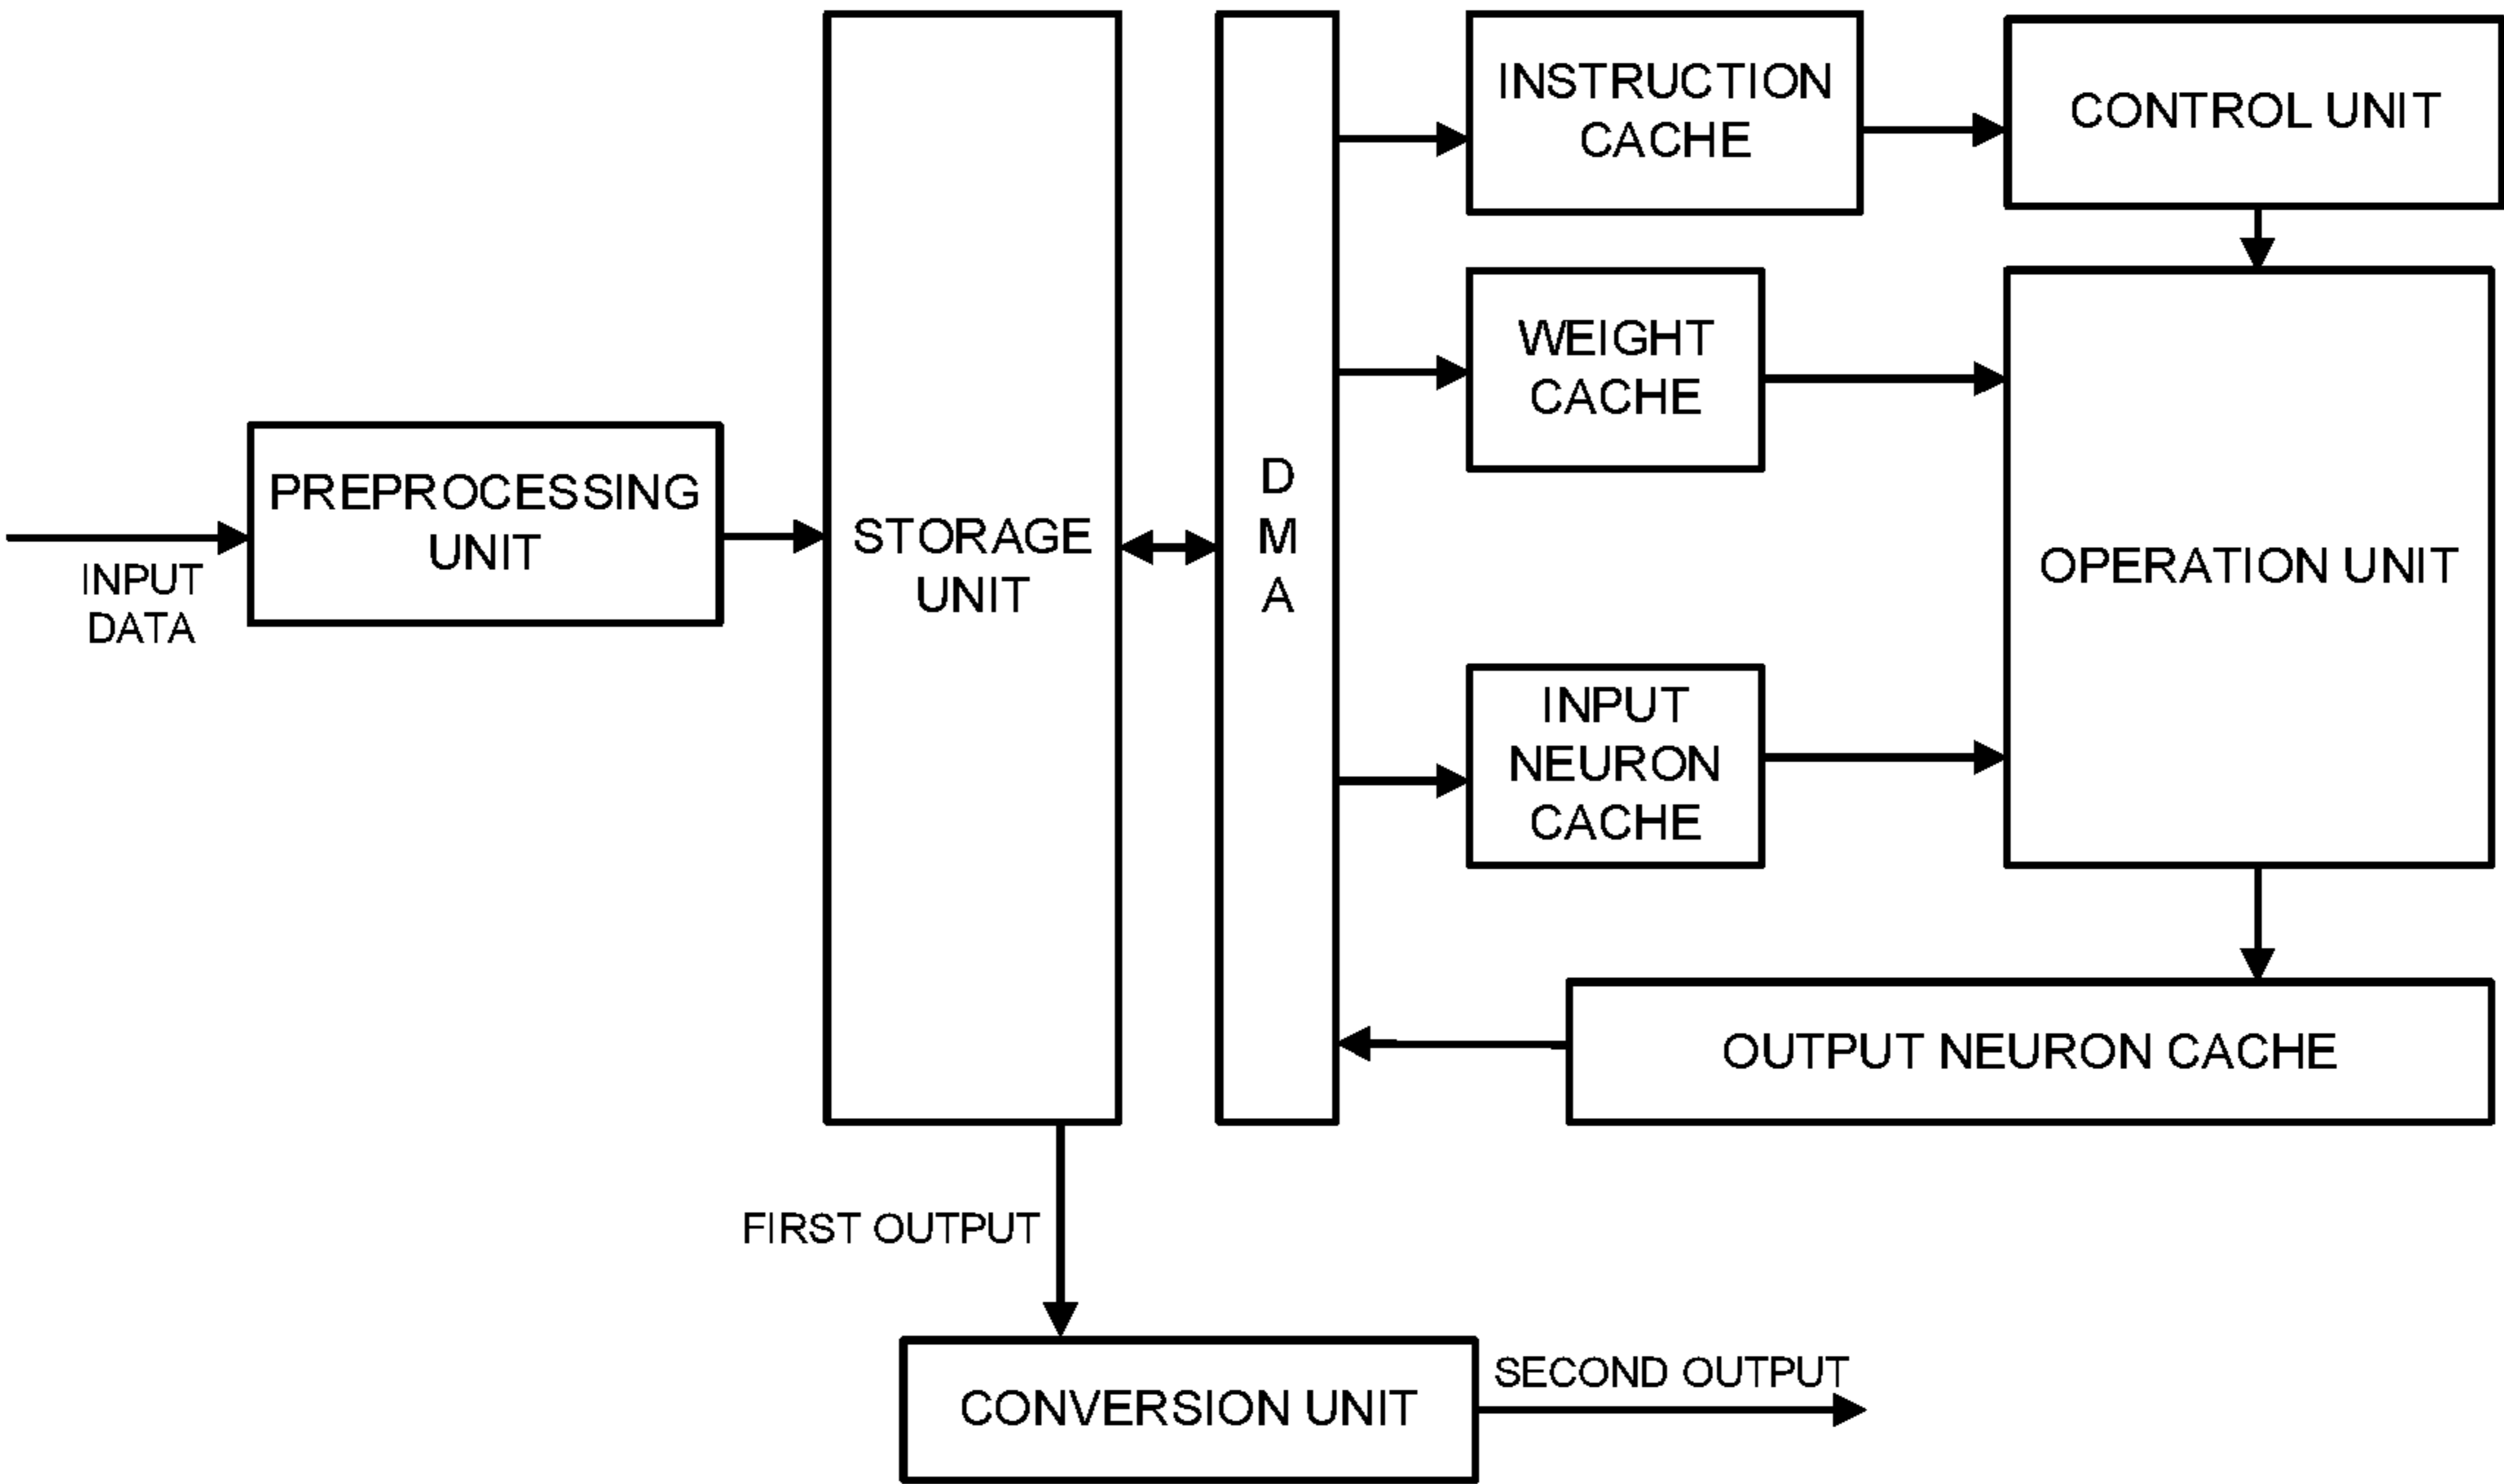 INSTRUCTION
CACHE
CONTROL UNIT
WEIGHT
CACHE
PREPROCESSING
UNIT
INPUT
DATA
STORAGE
UNIT
D
M
A
OPERATION UNIT
INPUT
NEURON
CACHE
OUTPUT NEURON CACHE
FIRST OUTPUT
CONVERSION UNIT
SECOND OUTPUT